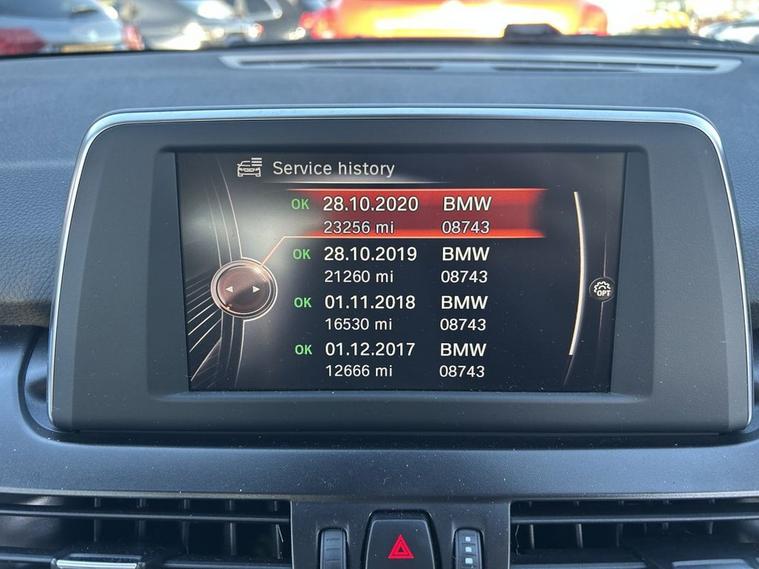 Service history
OK 28.10.2020 BMW
23256 mi 08743
OK 28.10.2019 BMW
21260 mi 08743
OK 01.11.2018 BMW
16530 mi 08743
OK 01.12.2017 BMW
12666 mi 08743
OPT